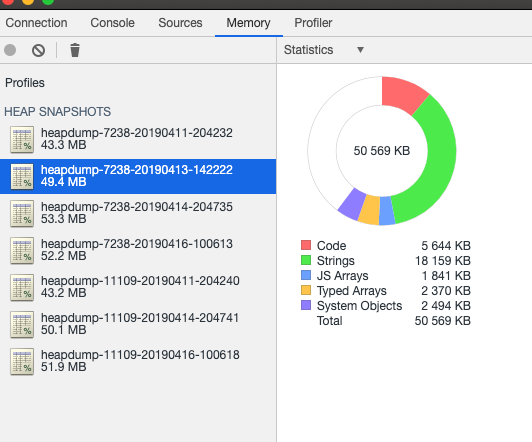 Connection Console Sources Memory Profiler
Statistics ▼
Profiles
HEAP SNAPSHOTS
heapdump-7238-20190411-204232
43.3 MB
heapdump-7238-20190413-142222
49.4 MB
heapdump-7238-20190414-204735
53.3 MB
heapdump-7238-20190416-100613
52.2 MB
heapdump-11109-20190411-204240
43.2 MB
heapdump-11109-20190414-204741
50.1 MB
heapdump-11109-20190416-100618
51.9 MB
50 569 KB
Code 5 644 KB
Strings 18 159 KB
JS Arrays 1 841 KB
Typed Arrays 2 370 KB
System Objects 2 494 KB
Total 50 569 KB